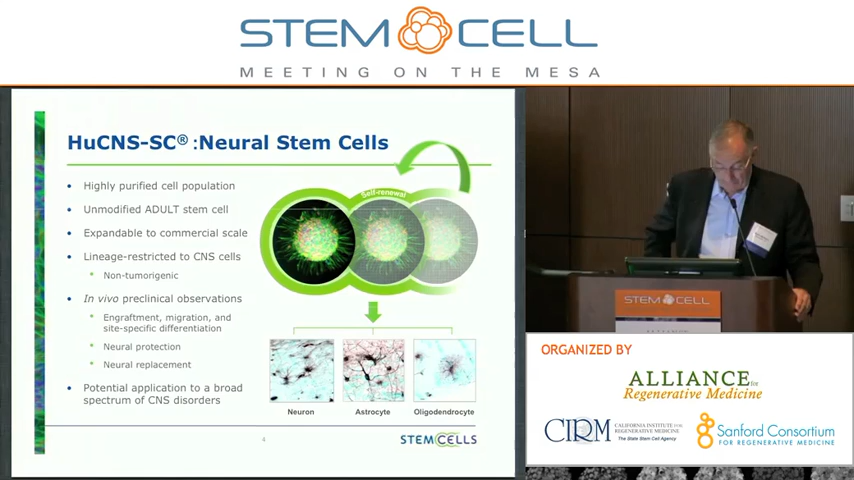 STEM CELL
MEETING ON THE MESA
HuCNS-SC® :Neural Stem Cells
• Highly purified cell population
• Unmodified ADULT stem cell
• Expandable to commercial scale
• Lineage-restricted to CNS cells
• Non-tumorigenic
• In vivo preclinical observations
• Engraftment, migration, and
site-specific differentiation
• Neural protection
• Neural replacement
• Potential application to a broad
spectrum of CNS disorders
Self-renewal
Neuron Astrocyte Oligodendrocyte
4
STEMCELLS
STEM CELL
ORGANIZED BY
ALLIANCE for
Regenerative Medicine
CIRM
CALIFORNIA INSTITUTE FOR
REGENERATIVE MEDICINE
The State Stem Cell Agency
Sanford Consortium
FOR REGENERATIVE MEDICINE